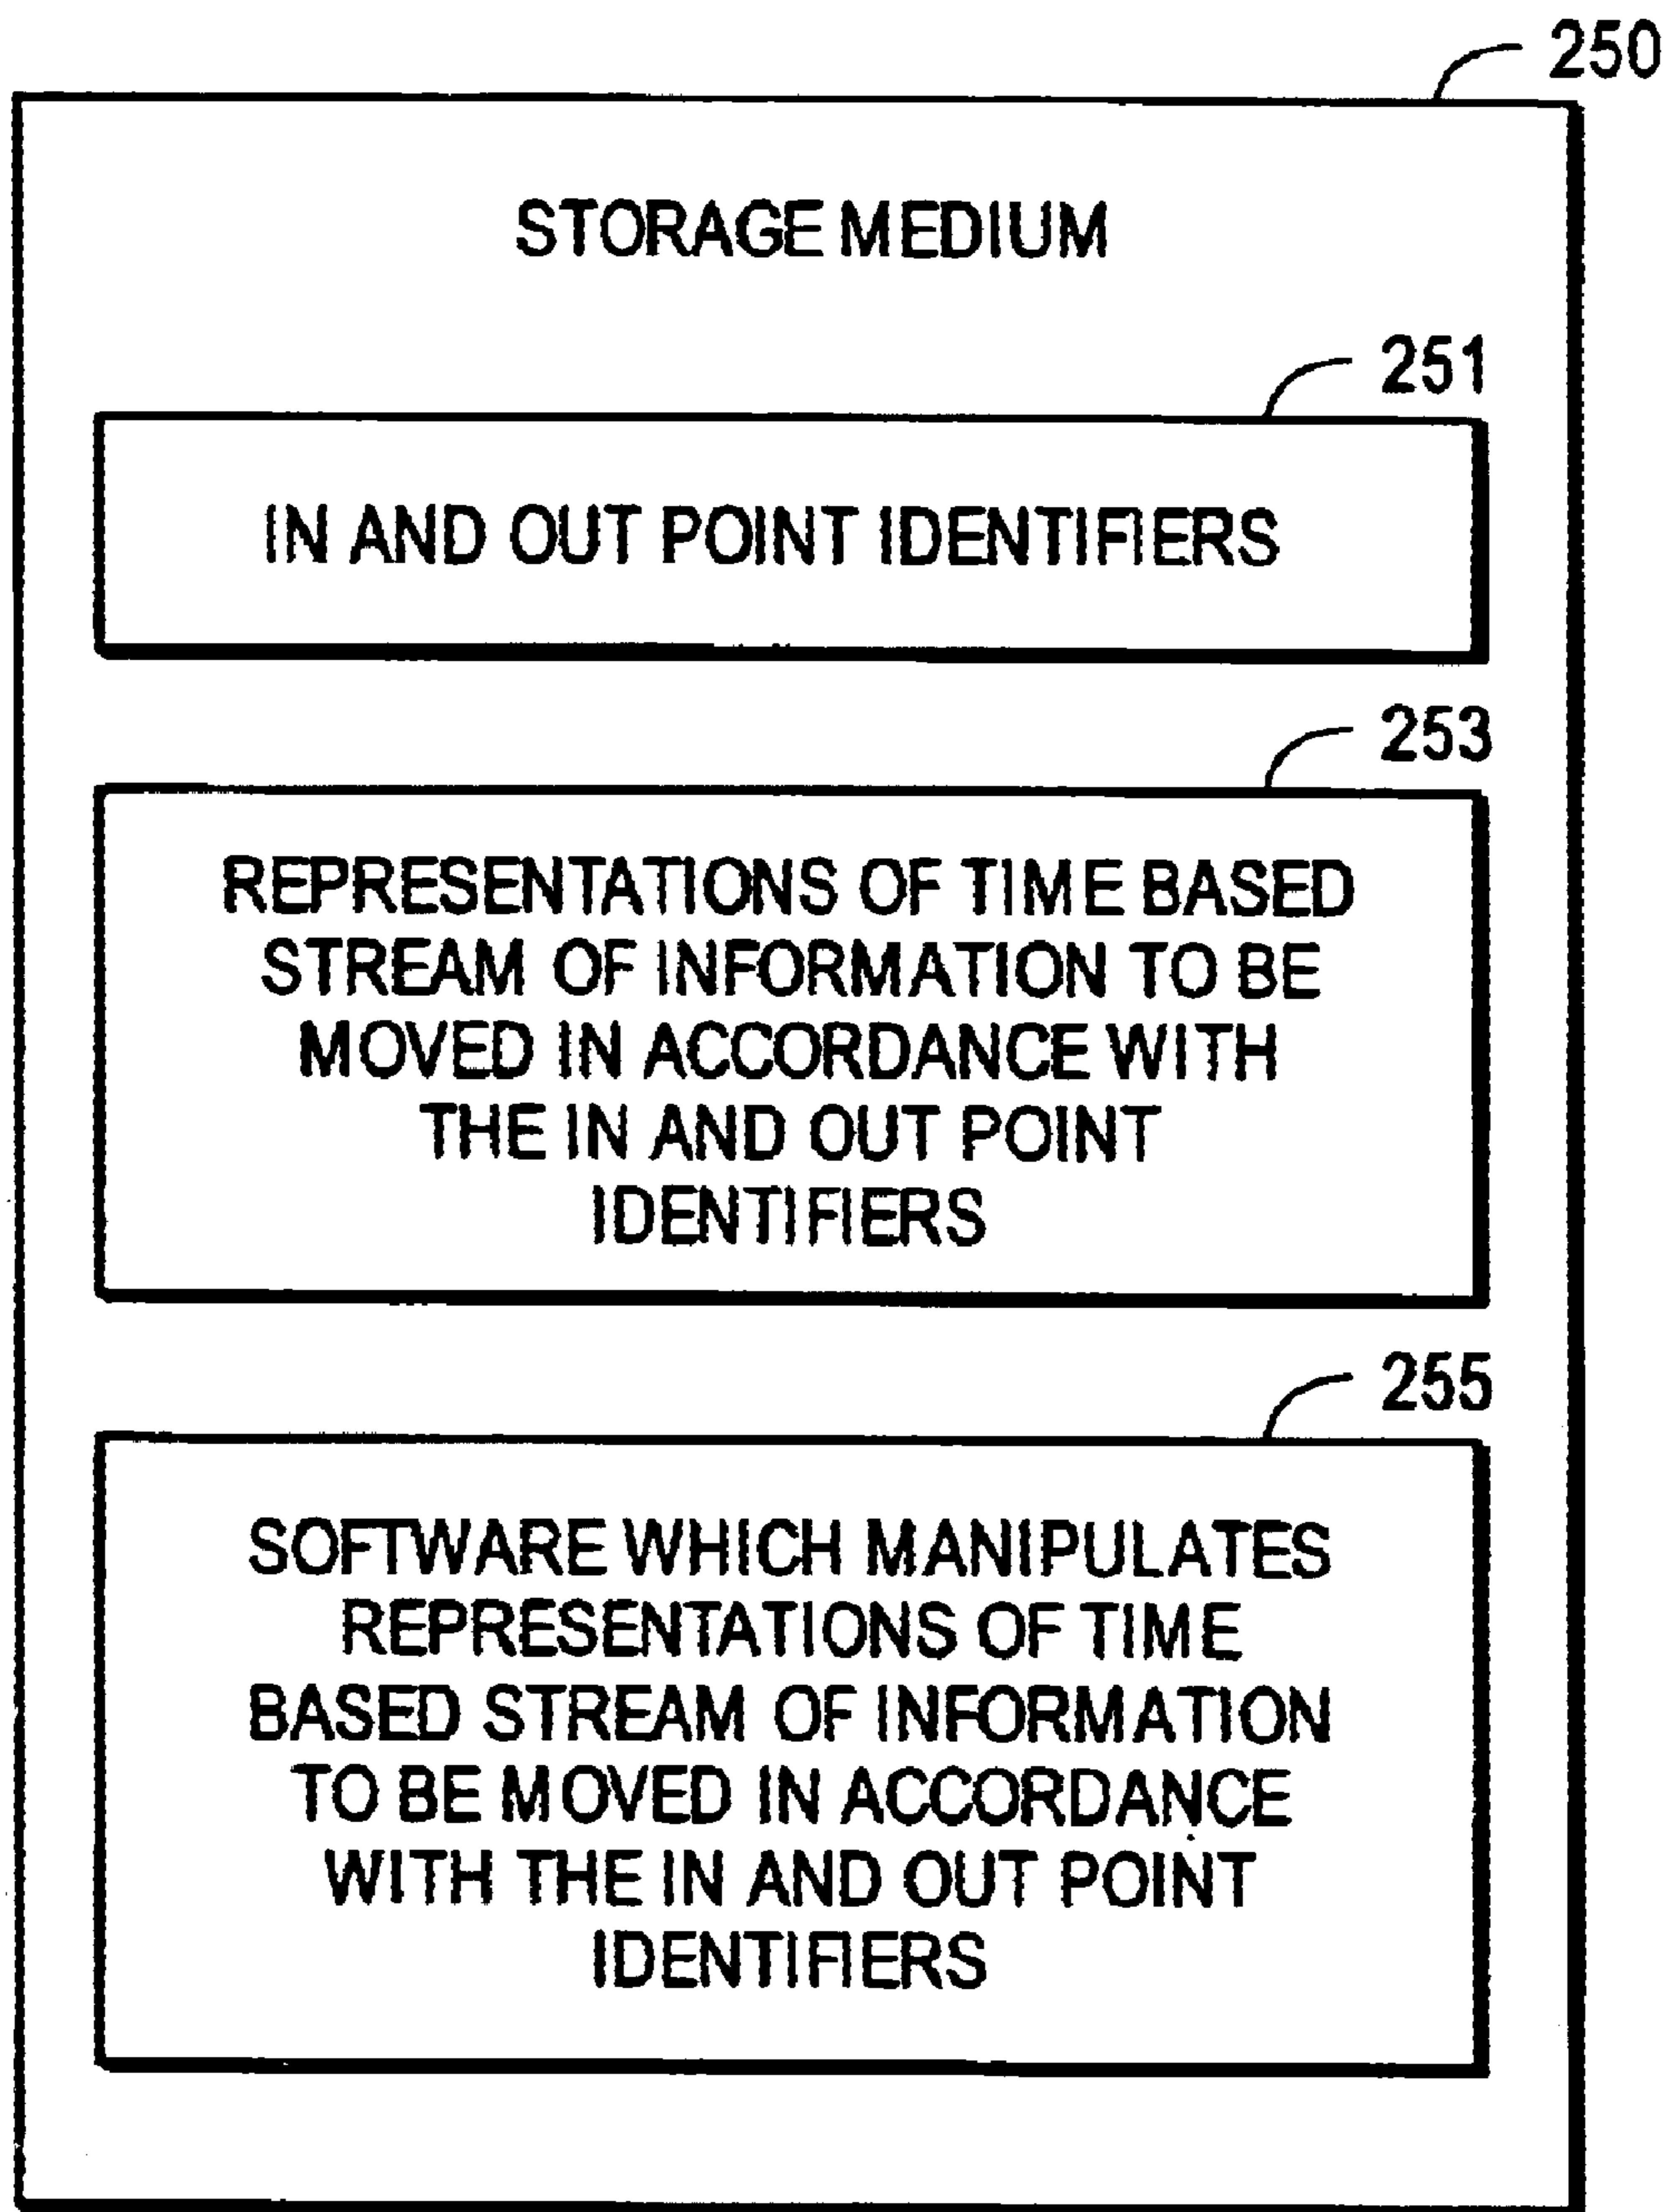 250
STORAGE MEDIUM
251
IN AND OUT POINT IDENTIFIERS
253
REPRESENTATIONS OF TIME BASED
STREAM OF INFORMATION TO BE
MOVED IN ACCORDANCE WITH
THE IN AND OUT POINT
IDENTIFIERS
255
SOFTWARE WHICH MANIPULATES
REPRESENTATIONS OF TIME
BASED STREAM OF INFORMATION
TO BE MOVED IN ACCORDANCE
WITH THE IN AND OUT POINT
IDENTIFIERS